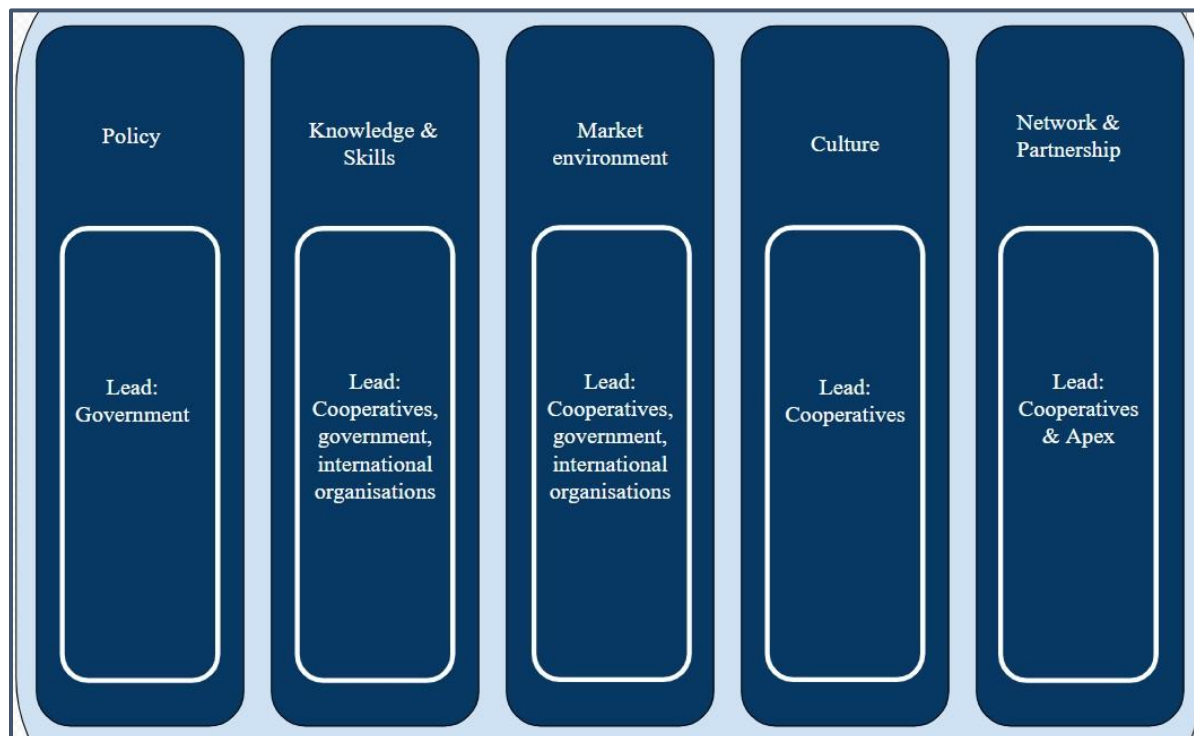 Policy
Lead:
Government
Knowledge &
Skills
Lead:
Cooperatives,
government,
international
organisations
Market
environment
Lead:
Cooperatives,
government,
international
organisations
Culture
Lead:
Cooperatives
Network &
Partnership
Lead:
Cooperatives
& Apex